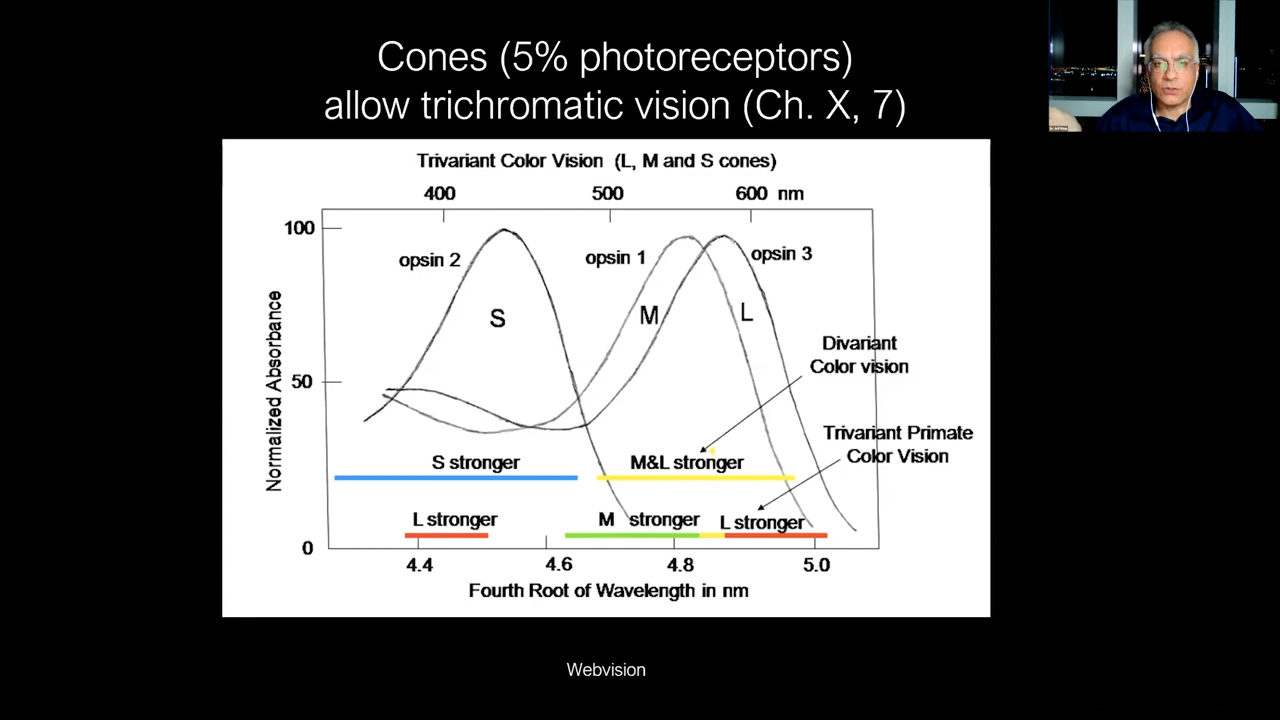 Cones (5% photoreceptors)
allow trichromatic vision (Ch. X, 7)
Trivariant Color Vision (L, M and S cones)
400 500 600 nm
100
opsin 2
opsin 1
opsin 3
S
M
L
Divariant
Color vision
50
Trivariant Primate
Color Vision
Normalized Absorbance
S stronger
M&L stronger
L stronger
M stronger
L stronger
0
4.4 4.6 4.8 5.0
Fourth Root of Wavelength in nm
Webvision